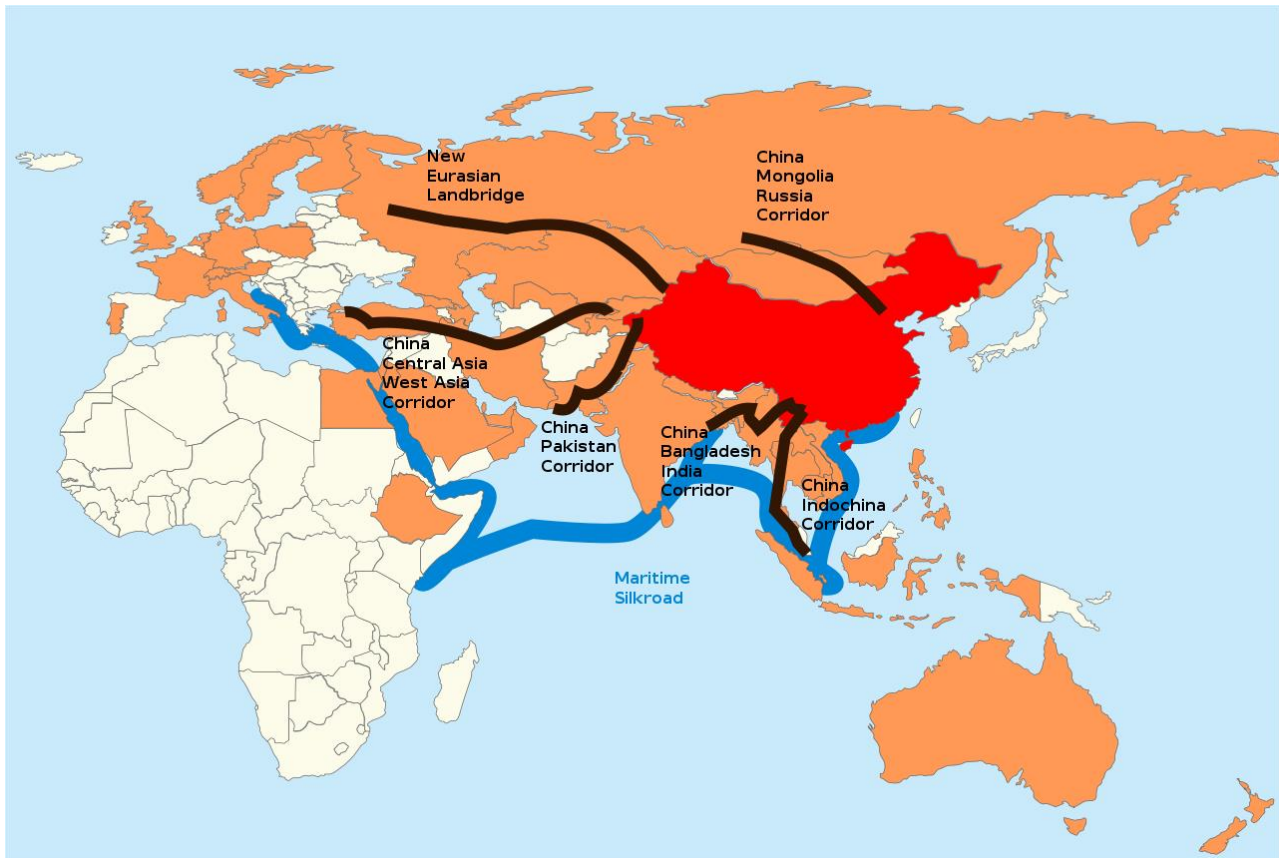 New
Eurasian
Landbridge
China
Mongolia
Russia
Corridor
China
Central Asia
West Asia
Corridor
China
Pakistan
Corridor
China
Bangladesh
India
Corridor
China
Indochina
Corridor
Maritime
Silkroad